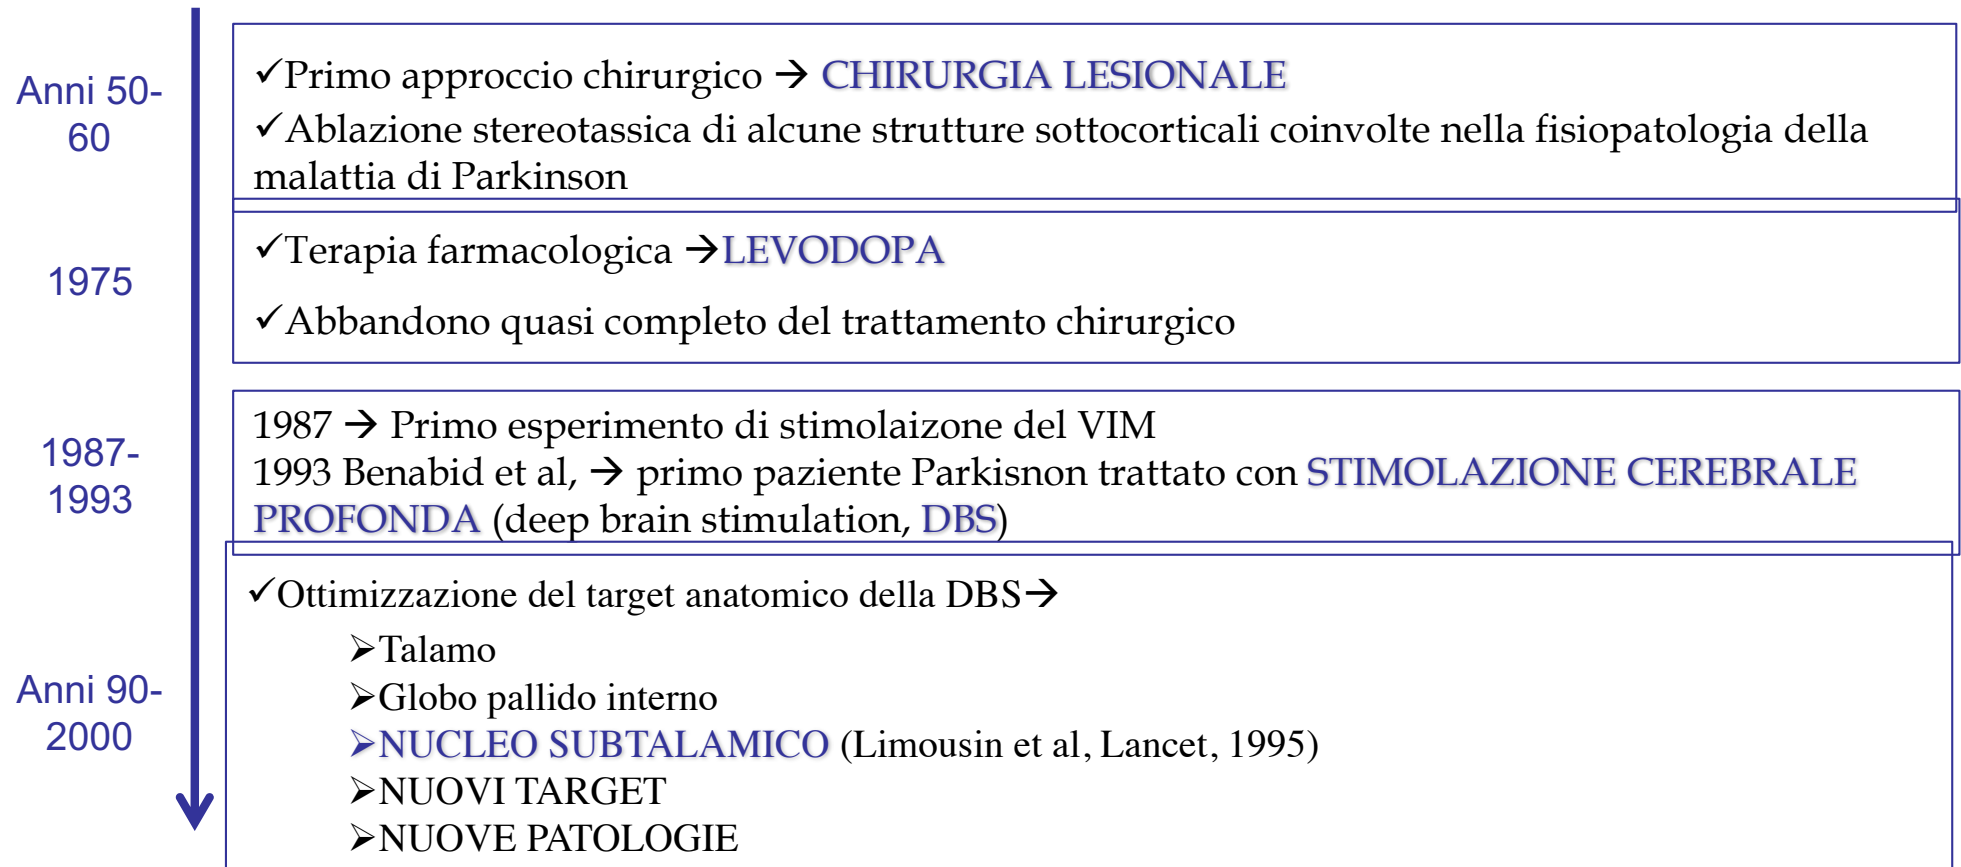 Anni 50-
60
✓Primo approccio chirurgico → CHIRURGIA LESIONALE
✓Ablazione stereotassica di alcune strutture sottocorticali coinvolte nella fisiopatologia della
malattia di Parkinson
1975
✓Terapia farmacologica →LEVODOPA
✓Abbandono quasi completo del trattamento chirurgico
1987-
1993
1987 → Primo esperimento di stimolaizone del VIM
1993 Benabid et al, → primo paziente Parkisnon trattato con STIMOLAZIONE CEREBRALE
PROFONDA (deep brain stimulation, DBS)
Anni 90-
2000
✓Ottimizzazione del target anatomico della DBS→
➢Talamo
➢Globo pallido interno
➢NUCLEO SUBTALAMICO (Limousin et al, Lancet, 1995)
➢NUOVI TARGET
➢NUOVE PATOLOGIE